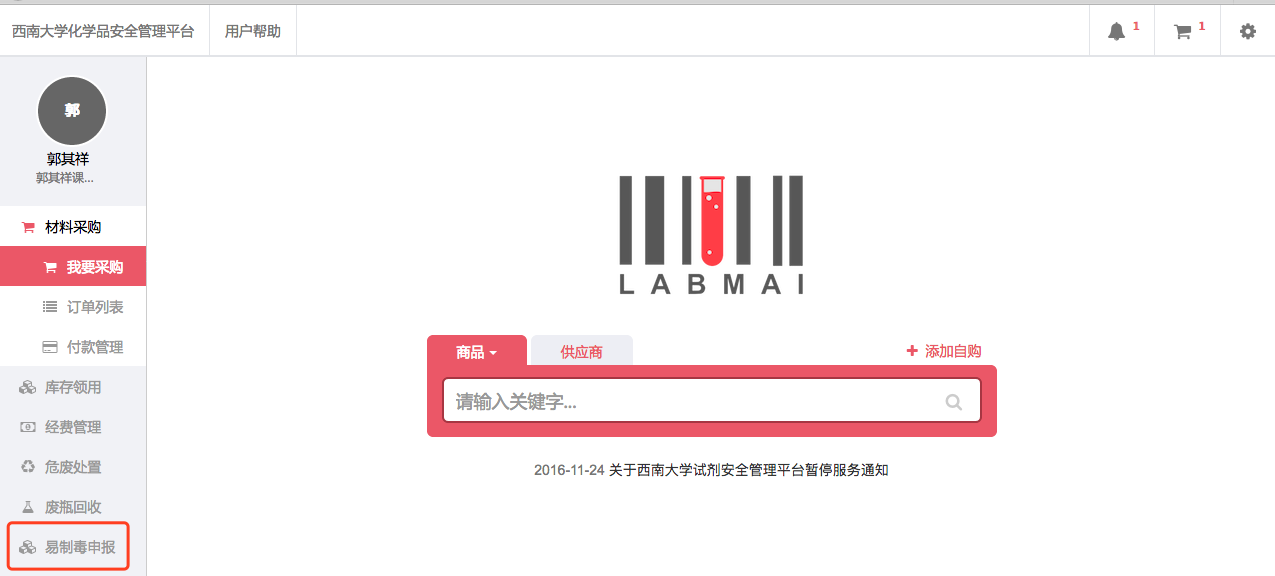 西南大学化学品安全管理平台
用户帮助
1
1
郭
郭其祥
郭其祥课...
材料采购
我要采购
订单列表
付款管理
库存领用
经费管理
危废处置
废瓶回收
易制毒申报
LABMAI
商品
供应商
添加自购
请输入关键字...
2016-11-24 关于西南大学试剂安全管理平台暂停服务通知